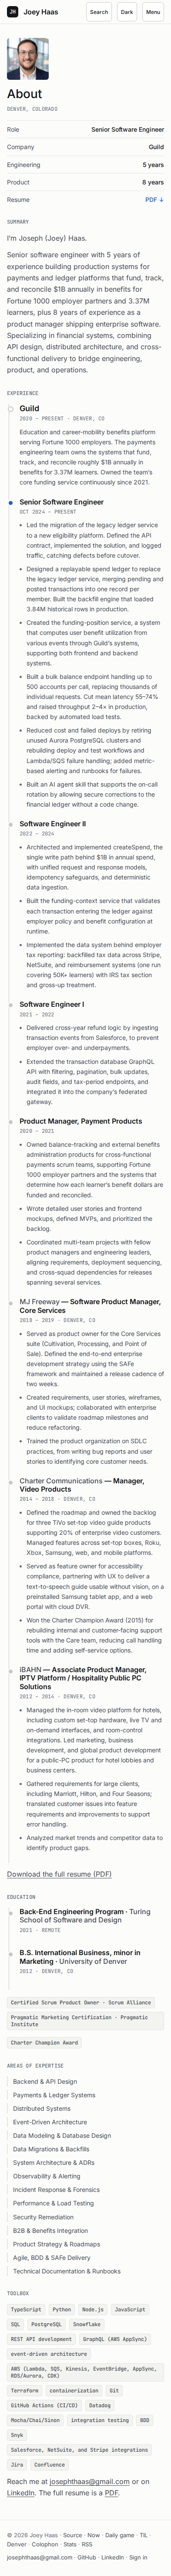 JH Joey Haas Search Dark Menu
About
DENVER, COLORADO
Role Senior Software Engineer
Company Guild
Engineering 5 years
Product 8 years
Resume PDF ↓
SUMMARY
I'm Joseph (Joey) Haas.
Senior software engineer with 5 years of
experience building production systems for
payments and ledger platforms that fund, track,
and reconcile $1B annually in benefits for
Fortune 1000 employer partners and 3.37M
learners, plus 8 years of experience as a
product manager shipping enterprise software.
Specializing in financial systems, combining
API design, distributed architecture, and cross-
functional delivery to bridge engineering,
product, and operations.
EXPERIENCE
Guild
2020 – PRESENT · DENVER, CO
Education and career-mobility benefits platform
serving Fortune 1000 employers. The payments
engineering team owns the systems that fund,
track, and reconcile roughly $1B annually in
benefits for 3.37M learners. Owned the team's
core funding service continuously since 2021.
Senior Software Engineer
OCT 2024 – PRESENT
• Led the migration of the legacy ledger service
to a new eligibility platform. Defined the API
contract, implemented the solution, and logged
traffic, catching defects before cutover.
• Designed a replayable spend ledger to replace
the legacy ledger service, merging pending and
posted transactions into one record per
member. Built the backfill engine that loaded
3.84M historical rows in production.
• Created the funding-position service, a system
that computes user benefit utilization from
various events through Guild's systems,
supporting both frontend and backend
systems.
• Built a bulk balance endpoint handling up to
500 accounts per call, replacing thousands of
individual requests. Cut mean latency 55–74%
and raised throughput 2–4× in production,
backed by automated load tests.
• Reduced cost and failed deploys by retiring
unused Aurora PostgreSQL clusters and
rebuilding deploy and test workflows and
Lambda/SQS failure handling; added metric-
based alerting and runbooks for failures.
• Built an AI agent skill that supports the on-call
rotation by allowing secure corrections to the
financial ledger without a code change.
Software Engineer II
2022 – 2024
• Architected and implemented createSpend, the
single write path behind $1B in annual spend,
with unified request and response models,
idempotency safeguards, and deterministic
data ingestion.
• Built the funding-context service that validates
each transaction entering the ledger against
employer policy and benefit configuration at
runtime.
• Implemented the data system behind employer
tax reporting: backfilled tax data across Stripe,
NetSuite, and reimbursement systems (one run
covering 50K+ learners) with IRS tax section
and gross-up treatment.
Software Engineer I
2021 – 2022
• Delivered cross-year refund logic by ingesting
transaction events from Salesforce, to prevent
employer over- and underpayments.
• Extended the transaction database GraphQL
API with filtering, pagination, bulk updates,
audit fields, and tax-period endpoints, and
integrated it into the company's federated
gateway.
Product Manager, Payment Products
2020 – 2021
• Owned balance-tracking and external benefits
administration products for cross-functional
payments scrum teams, supporting Fortune
1000 employer partners and the systems that
determine how each learner's benefit dollars are
funded and reconciled.
• Wrote detailed user stories and frontend
mockups, defined MVPs, and prioritized the
backlog.
• Coordinated multi-team projects with fellow
product managers and engineering leaders,
aligning requirements, deployment sequencing,
and cross-squad dependencies for releases
spanning several services.
MJ Freeway — Software Product Manager,
Core Services
2018 – 2019 · DENVER, CO
• Served as product owner for the Core Services
suite (Cultivation, Processing, and Point of
Sale). Defined the end-to-end enterprise
development strategy using the SAFe
framework and maintained a release cadence of
two weeks.
• Created requirements, user stories, wireframes,
and UI mockups; collaborated with enterprise
clients to validate roadmap milestones and
reduce refactoring.
• Trained the product organization on SDLC
practices, from writing bug reports and user
stories to identifying core customer needs.
Charter Communications — Manager,
Video Products
2014 – 2018 · DENVER, CO
• Defined the roadmap and owned the backlog
for three TiVo set-top video guide products
supporting 20% of enterprise video customers.
Managed features across set-top boxes, Roku,
Xbox, Samsung, web, and mobile platforms.
• Served as feature owner for accessibility
compliance, partnering with UX to deliver a
text-to-speech guide usable without vision, on a
preinstalled Samsung tablet app, and a web
portal with cloud DVR.
• Won the Charter Champion Award (2015) for
rebuilding internal and customer-facing support
tools with the Care team, reducing call handling
time and adding self-service options.
iBAHN — Associate Product Manager,
IPTV Platform / Hospitality Public PC
Solutions
2012 – 2014 · DENVER, CO
• Managed the in-room video platform for hotels,
including custom set-top hardware, live TV and
on-demand interfaces, and room-control
integrations. Led marketing, business
development, and global product development
for a public-PC product for hotel lobbies and
business centers.
• Gathered requirements for large clients,
including Marriott, Hilton, and Four Seasons;
translated customer issues into feature
requirements and improvements to support
error handling.
• Analyzed market trends and competitor data to
identify product gaps.
Download the full resume (PDF)
EDUCATION
Back-End Engineering Program · Turing
School of Software and Design
2021 · REMOTE
B.S. International Business, minor in
Marketing · University of Denver
2012 · DENVER, CO
Certified Scrum Product Owner · Scrum Alliance
Pragmatic Marketing Certification · Pragmatic
Institute
Charter Champion Award
AREAS OF EXPERTISE
Backend & API Design
Payments & Ledger Systems
Distributed Systems
Event-Driven Architecture
Data Modeling & Database Design
Data Migrations & Backfills
System Architecture & ADRs
Observability & Alerting
Incident Response & Forensics
Performance & Load Testing
Security Remediation
B2B & Benefits Integration
Product Strategy & Roadmaps
Agile, BDD & SAFe Delivery
Technical Documentation & Runbooks
TOOLBOX
TypeScript Python Node.js JavaScript
SQL PostgreSQL Snowflake
REST API development GraphQL (AWS AppSync)
event-driven architecture
AWS (Lambda, SQS, Kinesis, EventBridge, AppSync,
RDS/Aurora, CDK)
Terraform containerization Git
GitHub Actions (CI/CD) Datadog
Mocha/Chai/Sinon integration testing BDD
Snyk
Salesforce, NetSuite, and Stripe integrations
Jira Confluence
Reach me at josephthaas@gmail.com or on
LinkedIn. The full resume is a PDF.
© 2026 Joey Haas · Source · Now · Daily game · TIL ·
Denver · Colophon · Stats · RSS
josephthaas@gmail.com · GitHub · LinkedIn · Sign in